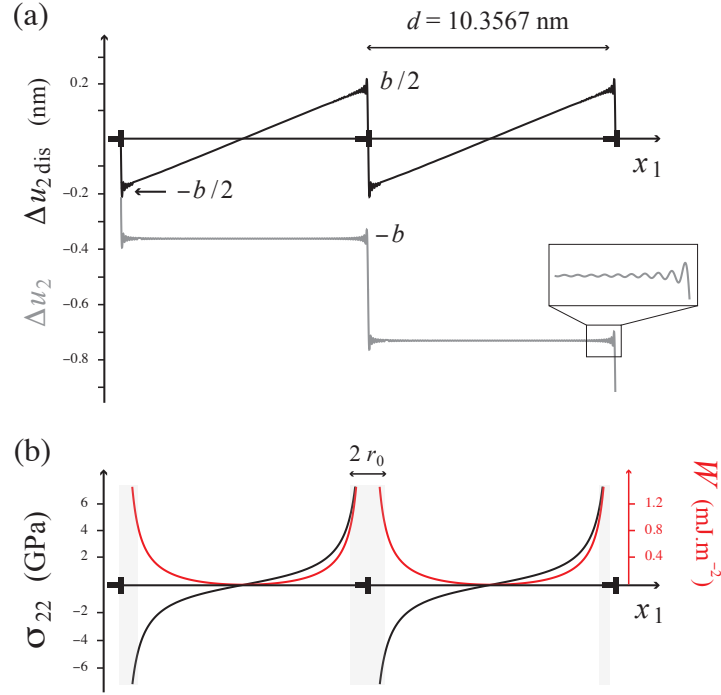 (a)
d = 10.3567 nm
Δu₂ dis (nm)
Δu₂
0.2
−0.2
−0.4
−0.6
−0.8
b/2
−b/2
−b
x₁
(b)
2 r₀
σ₂₂ (GPa)
6
4
2
−2
−4
−6
W (mJ.m⁻²)
1.2
0.8
0.4
x₁